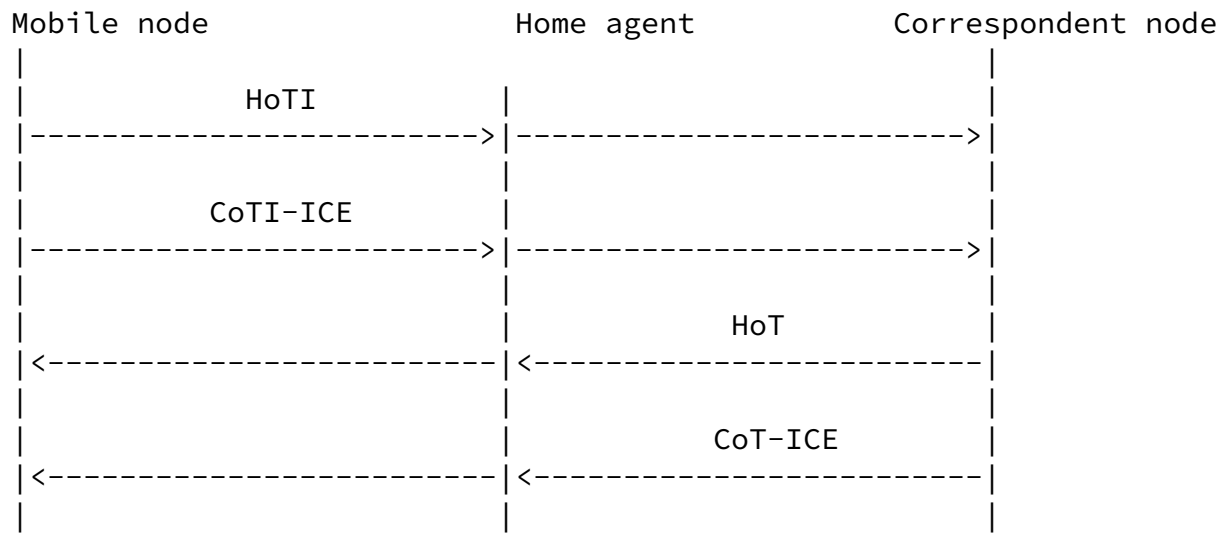 Mobile node Home agent Correspondent node
HoTI
CoTI-ICE
HoT
CoT-ICE